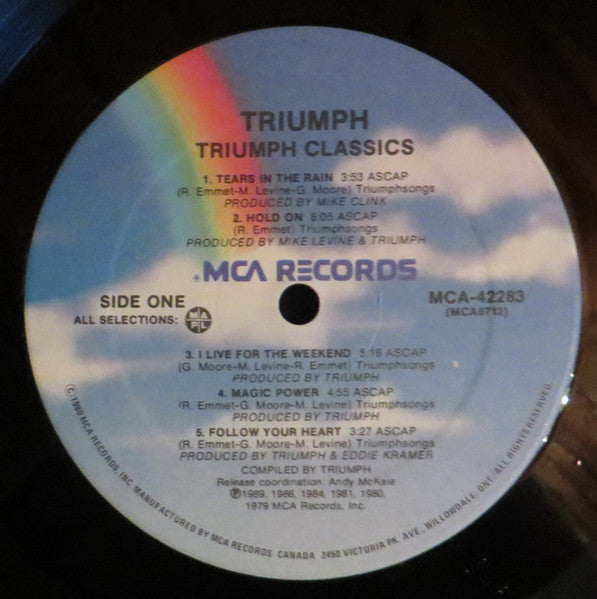 TRIUMPH
TRIUMPH CLASSICS
1. TEARS IN THE RAIN 3:53 ASCAP
(R. Emmet-M. Levine-G. Moore) Triumphsongs
PRODUCED BY MIKE CLINK
2. HOLD ON 6:05 ASCAP
(R. Emmet) Triumphsongs
PRODUCED BY MIKE LEVINE & TRIUMPH
® MCA RECORDS
SIDE ONE
ALL SELECTIONS: M A P L
MCA-42283
(MCA8712)
3. I LIVE FOR THE WEEKEND 5:16 ASCAP
(G. Moore-M. Levine-R. Emmet) Triumphsongs
PRODUCED BY TRIUMPH
4. MAGIC POWER 4:55 ASCAP
(R. Emmet-G. Moore-M. Levine) Triumphsongs
PRODUCED BY TRIUMPH
5. FOLLOW YOUR HEART 3:27 ASCAP
(R. Emmet-G. Moore-M. Levine) Triumphsongs
PRODUCED BY TRIUMPH & EDDIE KRAMER
COMPILED BY TRIUMPH
Release coordination: Andy McKaie
Ⓟ1989, 1986, 1984, 1981, 1980,
1979 MCA Records, Inc.
MCA RECORDS, INC. MANUFACTURED BY MCA RECORDS CANADA 2450 VICTORIA PK. AVE., WILLOWDALE, ONT. ALL RIGHTS RESERVED.